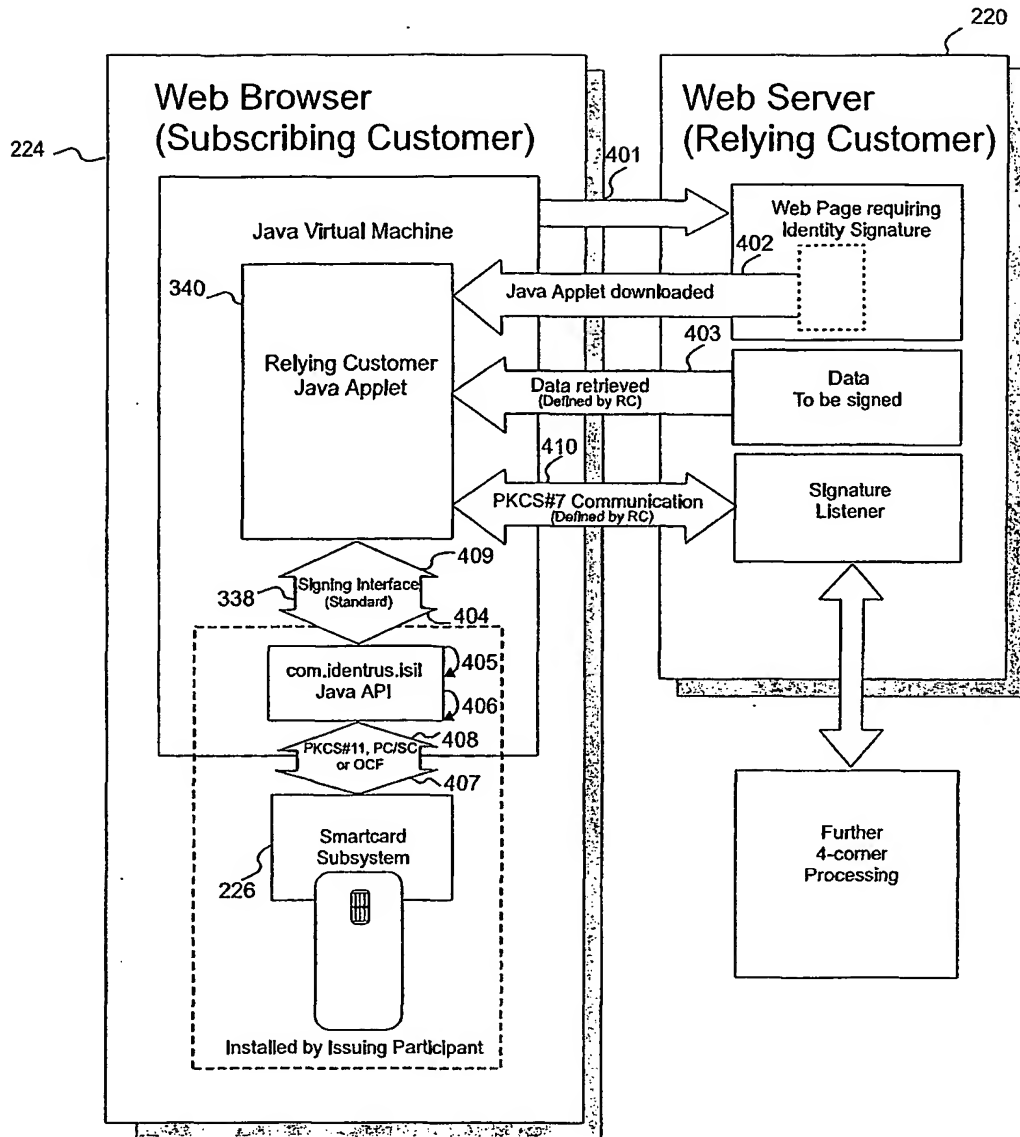 220
Web Browser
(Subscribing Customer)
Web Server
(Relying Customer)
224
401
Java Virtual Machine
Web Page requiring
Identity Signature
402
340
Java Applet downloaded
403
Relying Customer
Java Applet
Data retrieved
(Defined by RC)
Data
To be signed
410
PKCS#7 Communication
(Defined by RC)
Signature
Listener
409
Signing Interface
(Standard)
338
404
com.identrus.isil
Java API
405
406
408
PKCS#11, PC/SC
or OCF
407
Smartcard
Subsystem
226
Further
4-corner
Processing
Installed by Issuing Participant